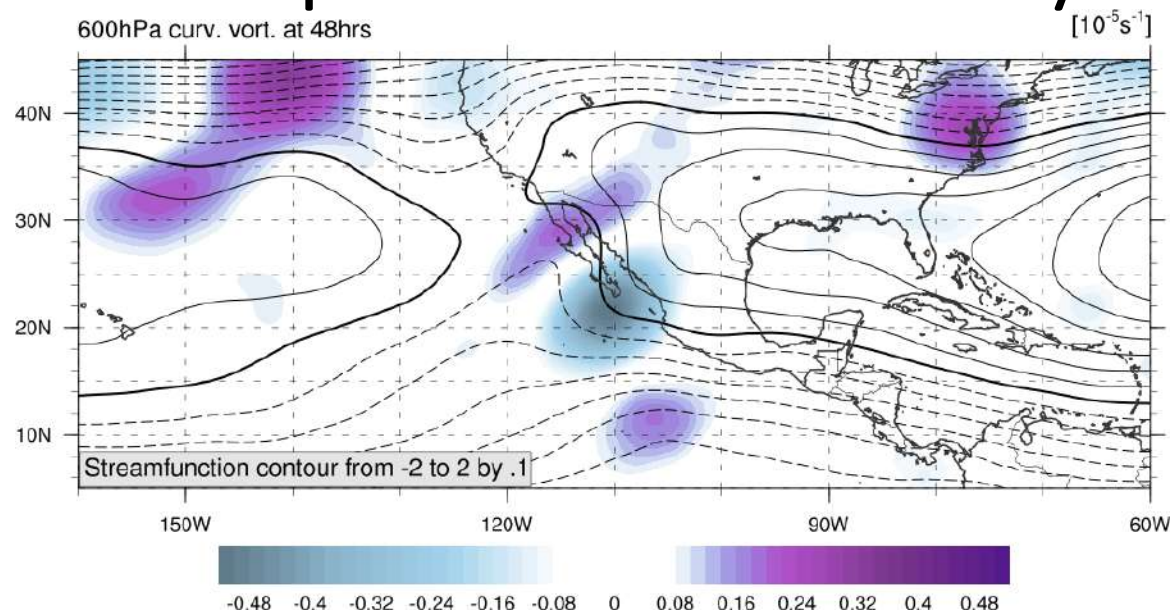 600hPa curv. vort. at 48hrs
[10⁻⁵s⁻¹]
40N
30N
20N
10N
Streamfunction contour from -2 to 2 by .1
150W 120W 90W 60W
-0.48 -0.4 -0.32 -0.24 -0.16 -0.08 0 0.08 0.16 0.24 0.32 0.4 0.48